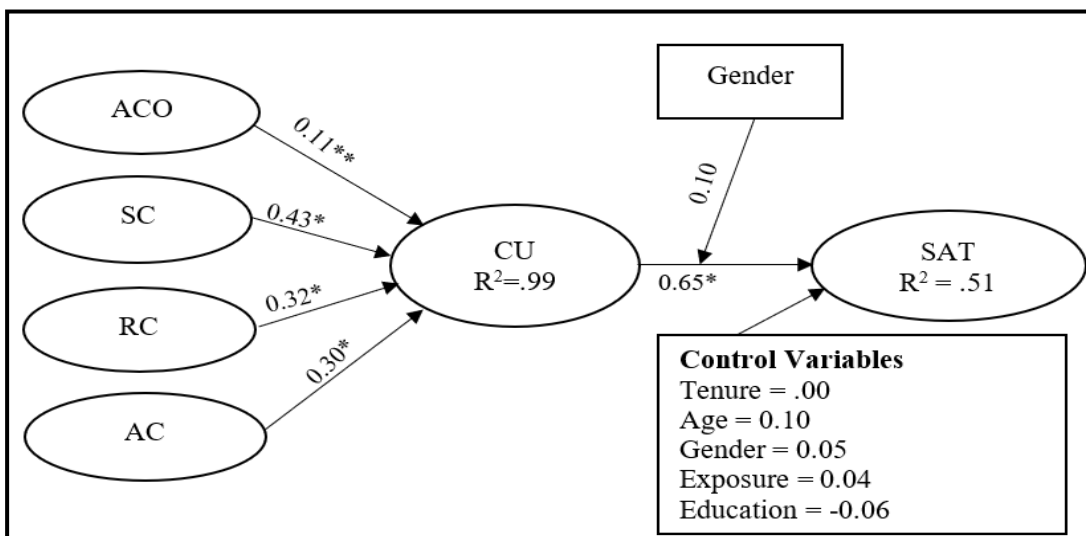 Gender
ACO
0.11**
0.10
SC
0.43*
CU
R²=.99
0.65*
SAT
R² = .51
RC
0.32*
AC
0.30*
Control Variables
Tenure = .00
Age = 0.10
Gender = 0.05
Exposure = 0.04
Education = -0.06